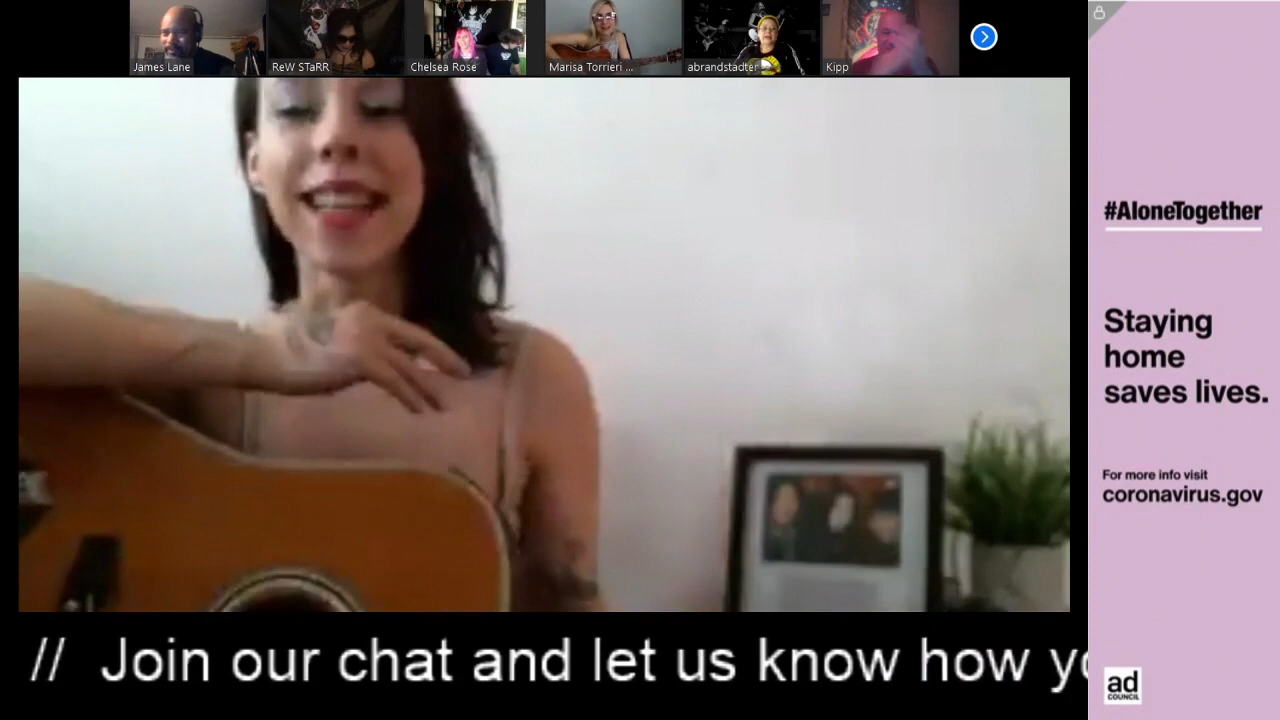 James Lane
ReW STaRR
Chelsea Rose
Marisa Torrieri ...
abrandstadter
Kipp
#AloneTogether
Staying
home
saves lives.
For more info visit
coronavirus.gov
// Join our chat and let us know how yo
ad
COUNCIL